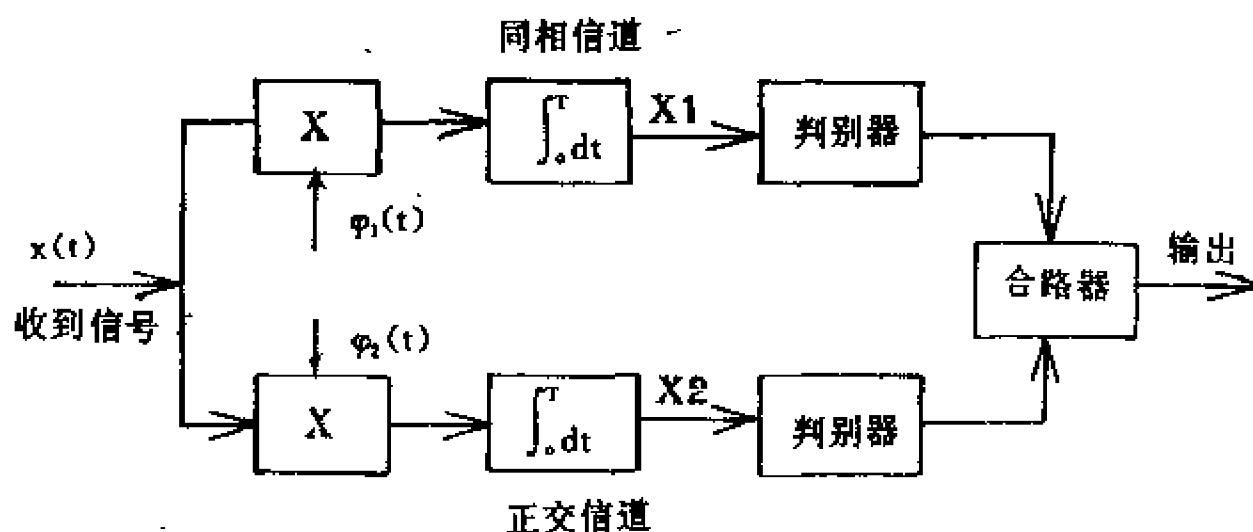 同相信道
X
∫₀ᵀdt
X1
判别器
φ₁(t)
x(t)
收到信号
合路器
输出
φ₂(t)
X
∫₀ᵀdt
X2
判别器
正交信道